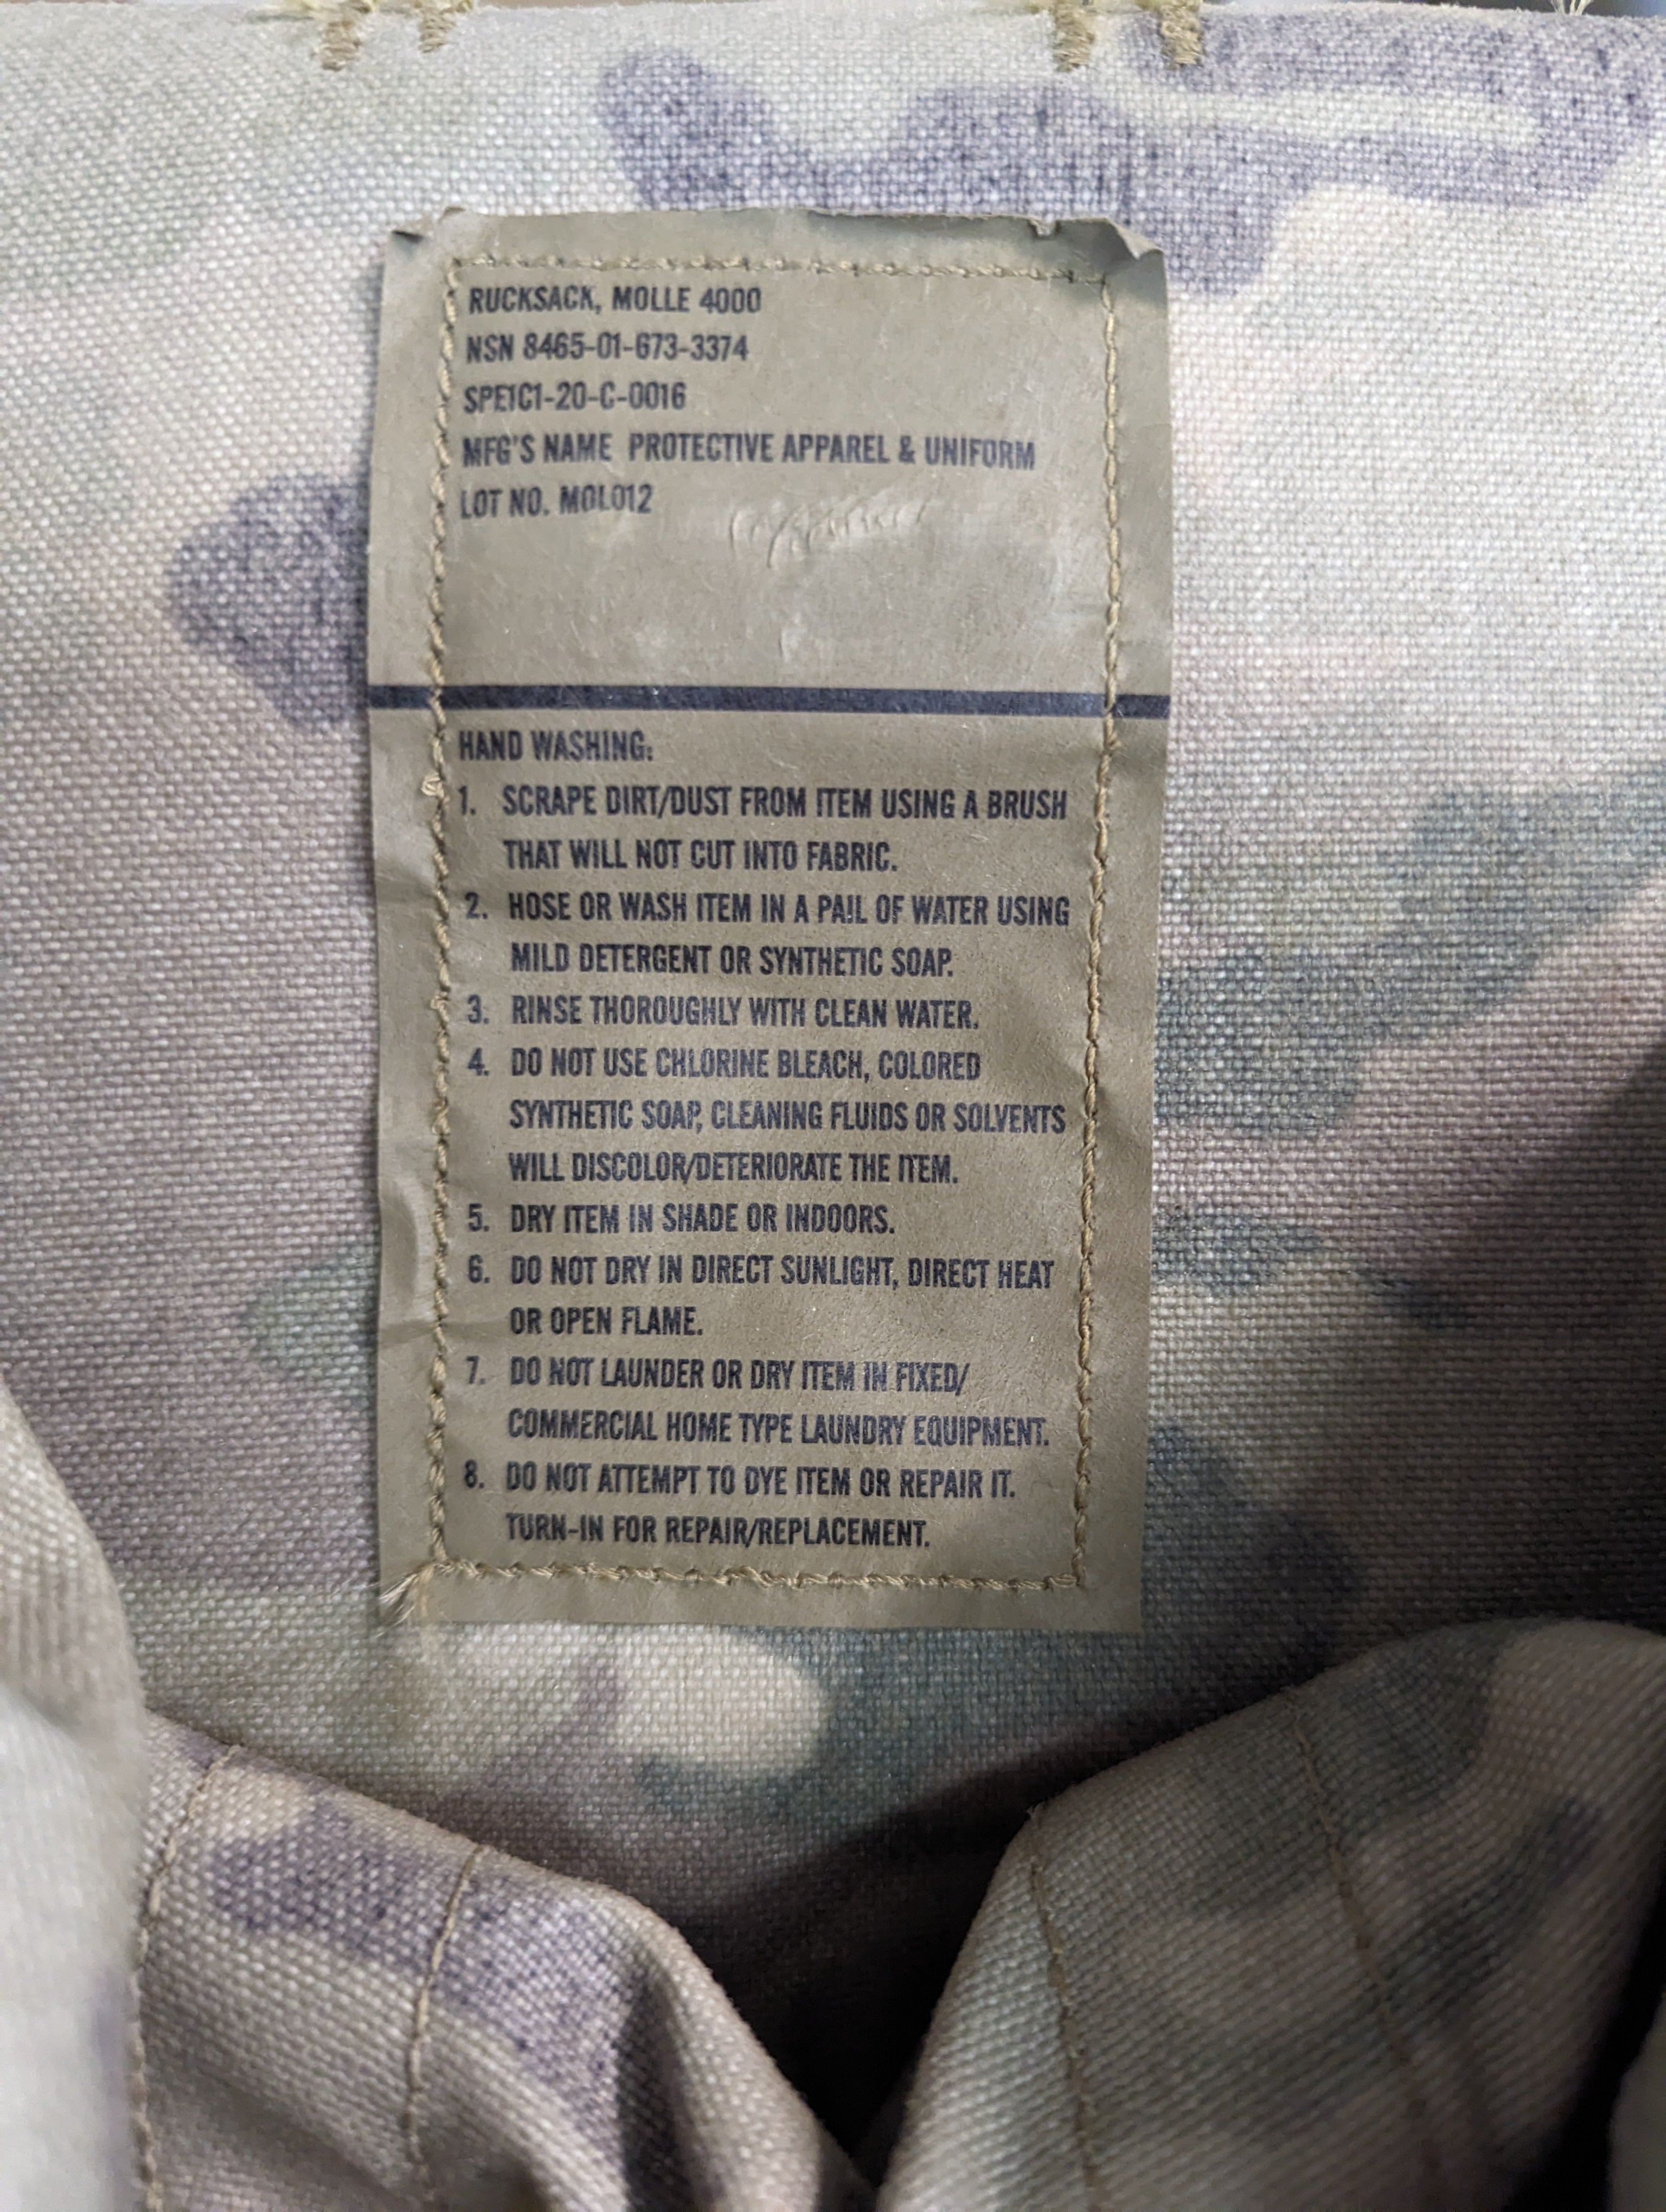 RUCKSACK, MOLLE 4000
NSN 8465-01-673-3374
SPE1C1-20-C-0016
MFG'S NAME PROTECTIVE APPAREL & UNIFORM
LOT NO. MOL012
HAND WASHING:
1. SCRAPE DIRT/DUST FROM ITEM USING A BRUSH
THAT WILL NOT CUT INTO FABRIC.
2. HOSE OR WASH ITEM IN A PAIL OF WATER USING
MILD DETERGENT OR SYNTHETIC SOAP.
3. RINSE THOROUGHLY WITH CLEAN WATER.
4. DO NOT USE CHLORINE BLEACH, COLORED
SYNTHETIC SOAP, CLEANING FLUIDS OR SOLVENTS
WILL DISCOLOR/DETERIORATE THE ITEM.
5. DRY ITEM IN SHADE OR INDOORS.
6. DO NOT DRY IN DIRECT SUNLIGHT, DIRECT HEAT
OR OPEN FLAME.
7. DO NOT LAUNDER OR DRY ITEM IN FIXED/
COMMERCIAL HOME TYPE LAUNDRY EQUIPMENT.
8. DO NOT ATTEMPT TO DYE ITEM OR REPAIR IT.
TURN-IN FOR REPAIR/REPLACEMENT.